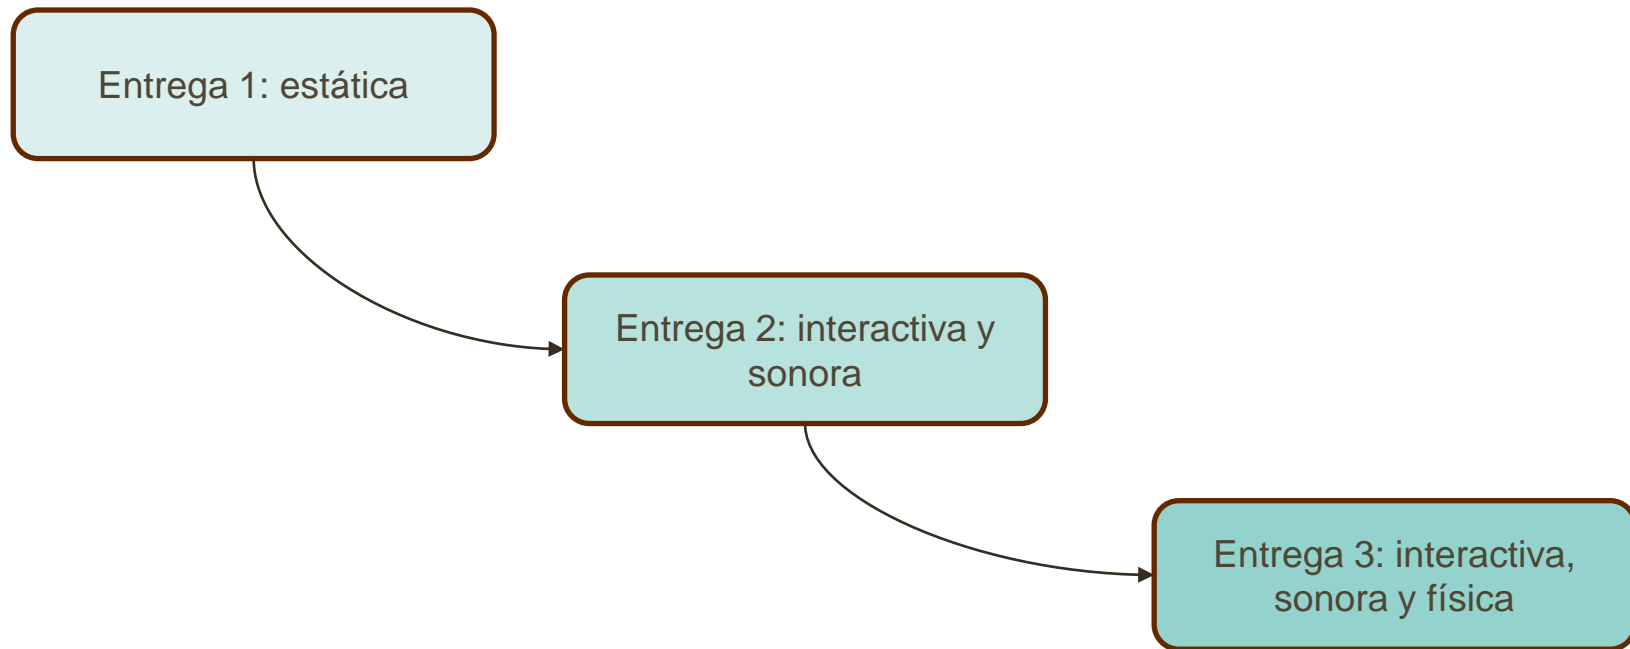 Entrega 1: estática
Entrega 2: interactiva y
sonora
Entrega 3: interactiva,
sonora y física